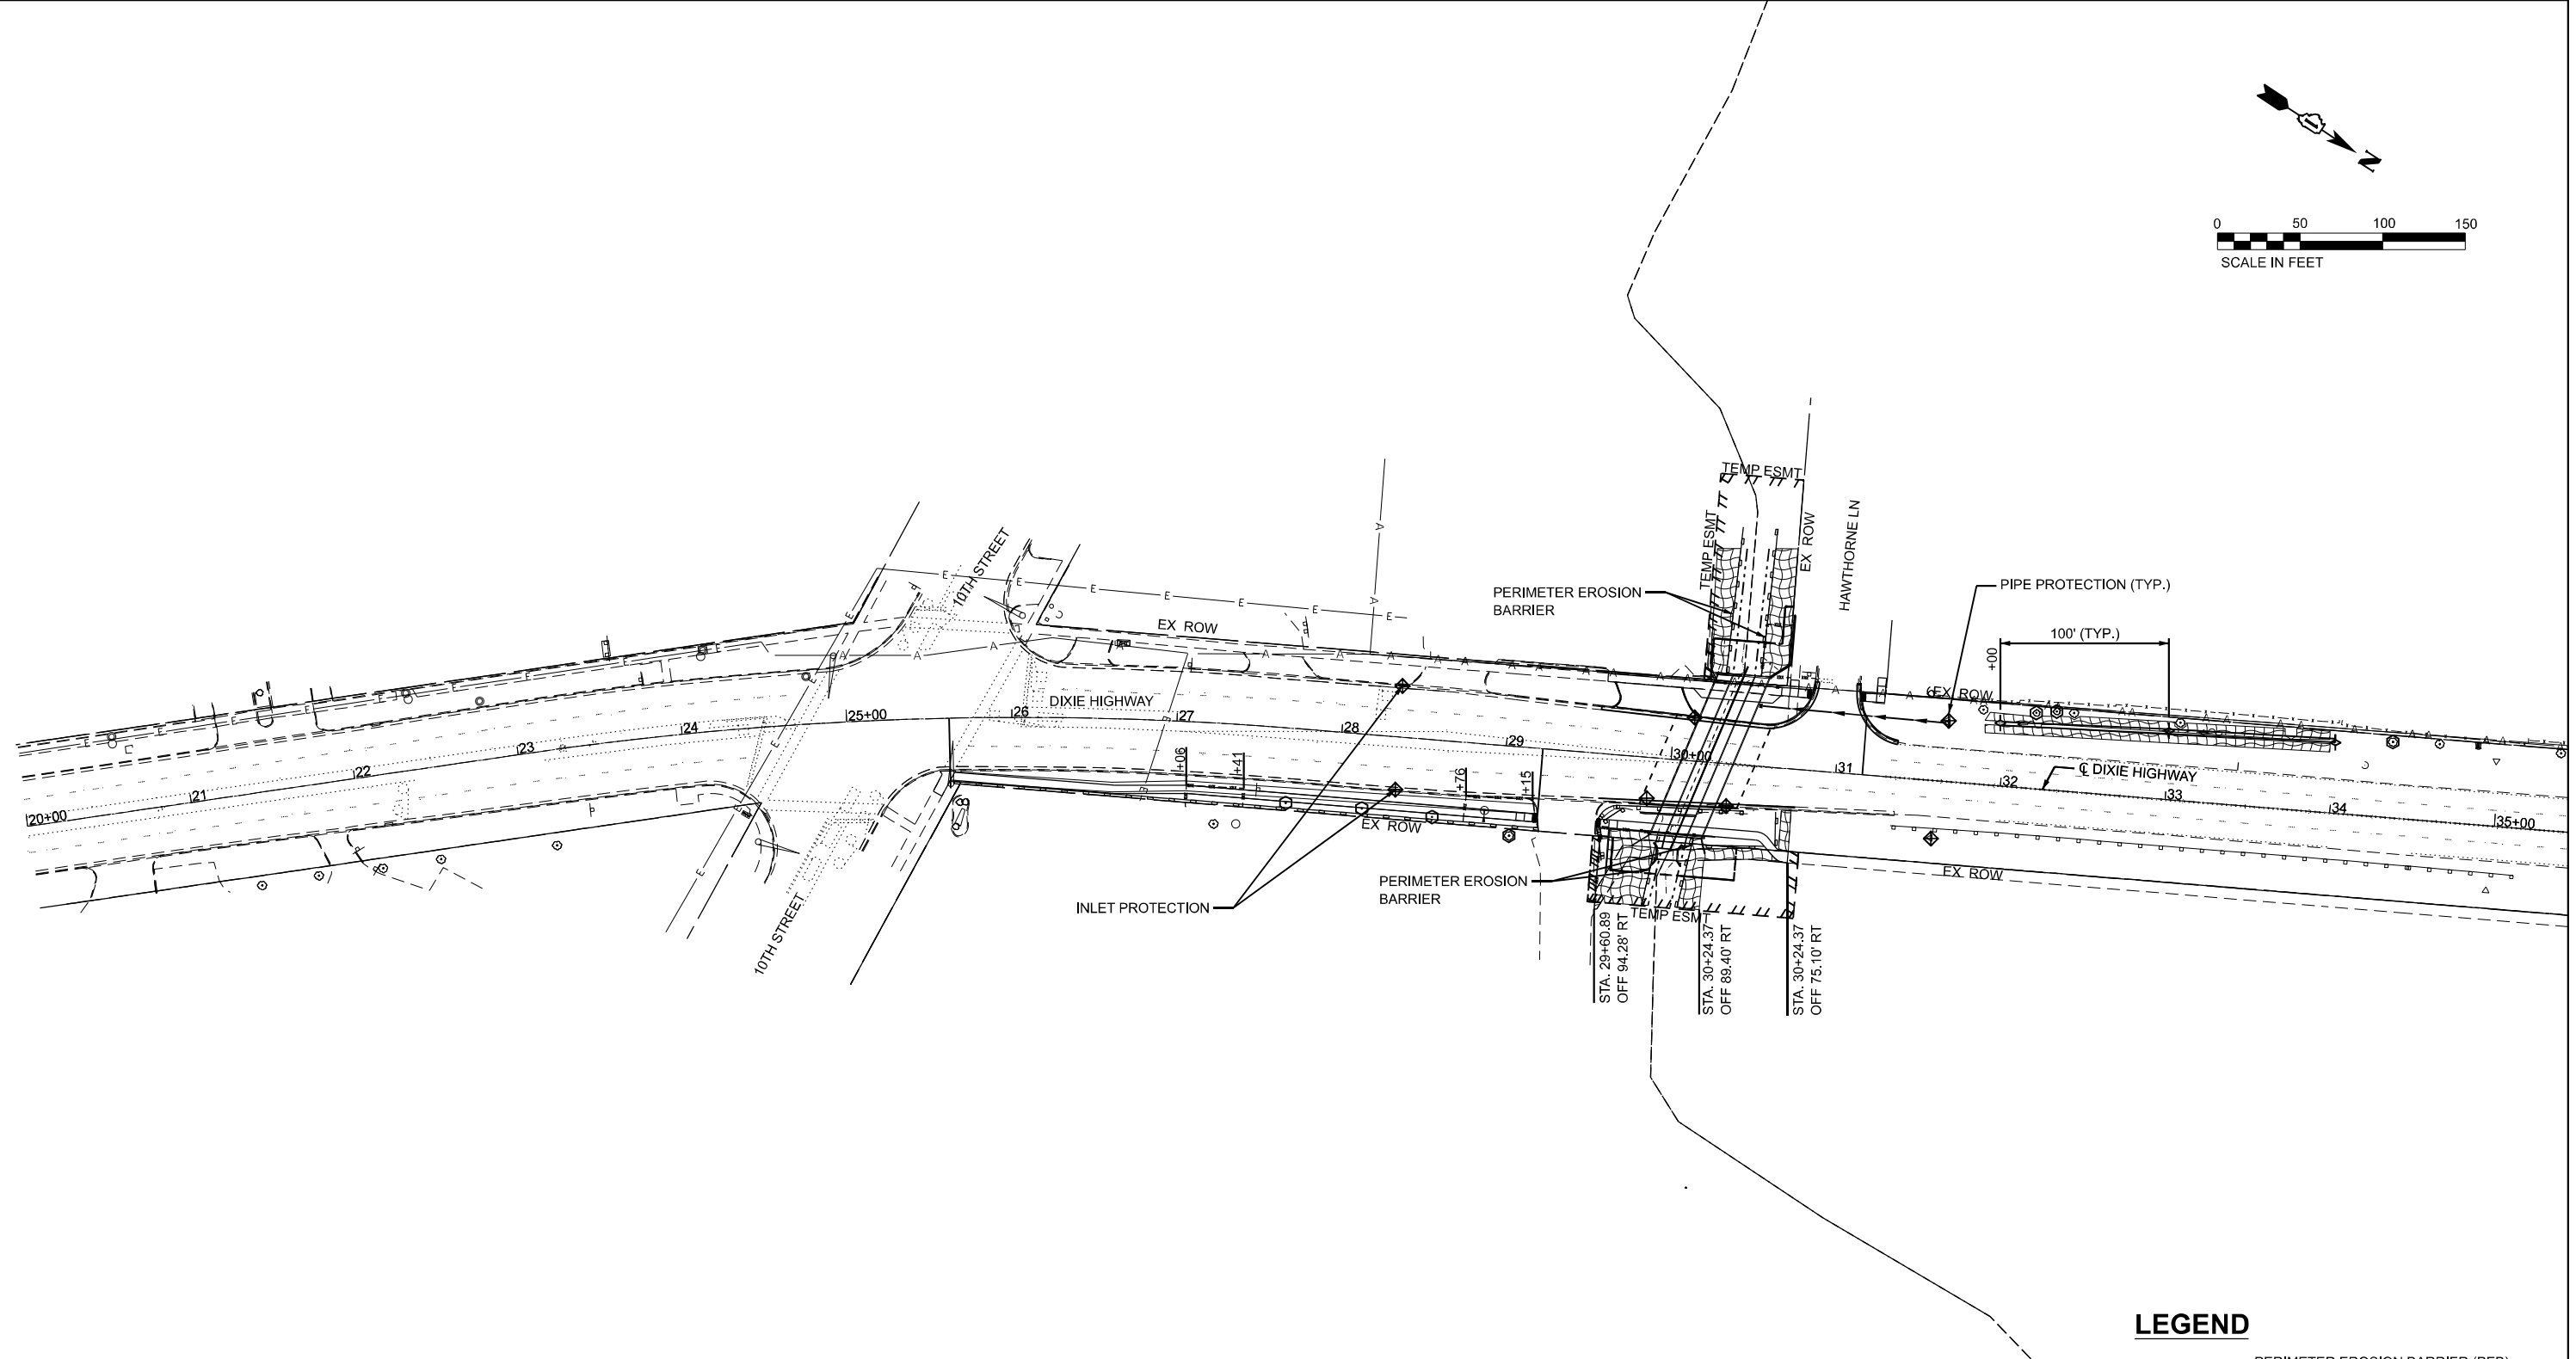 N
0 50 100 150
SCALE IN FEET
TEMP ESMT
TEMP ESMT
EX ROW
HAWTHORNE LN
10TH STREET
PERIMETER EROSION
BARRIER
PIPE PROTECTION (TYP.)
100' (TYP.)
+00
EX ROW
EX ROW
DIXIE HIGHWAY
℄ DIXIE HIGHWAY
20+00 21 22 23 24 25+00 26 27 28 29 30+00 31 32 33 34 35+00
+06 +41 +76 +15
EX ROW
EX ROW
PERIMETER EROSION
BARRIER
INLET PROTECTION
TEMP ESMT
10TH STREET
STA. 29+60.89
OFF 94.28' RT
STA. 30+24.37
OFF 89.40' RT
STA. 30+24.37
OFF 75.10' RT
LEGEND